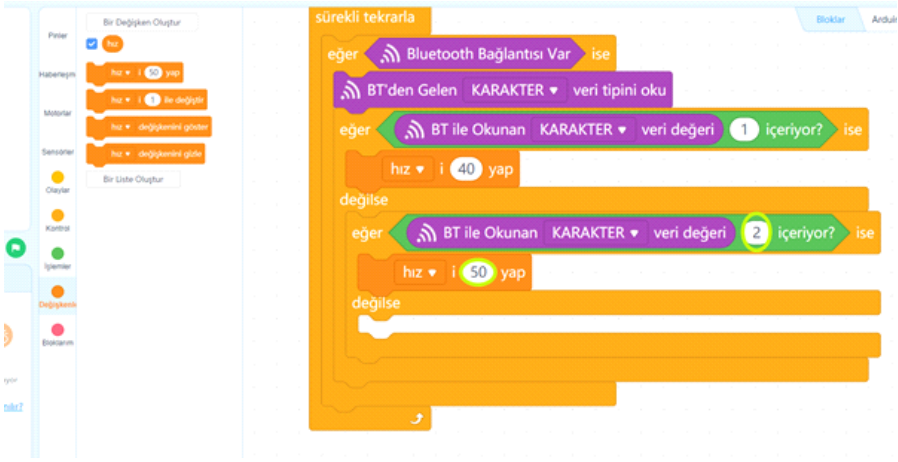 Bir Değişken Oluştur
hız
hız i 50 yap
hız i 1 ile değiştir
hız değişkenini göster
hız değişkenini gizle
Bir Liste Oluştur
Pinler
Haberleşm
Motorlar
Sensörler
Olaylar
Kontrol
İşlemler
Değişkenle
Bloklarım
Bloklar Arduin
sürekli tekrarla
eğer Bluetooth Bağlantısı Var ise
BT'den Gelen KARAKTER veri tipini oku
eğer BT ile Okunan KARAKTER veri değeri 1 içeriyor? ise
hız i 40 yap
değilse
eğer BT ile Okunan KARAKTER veri değeri 2 içeriyor? ise
hız i 50 yap
değilse